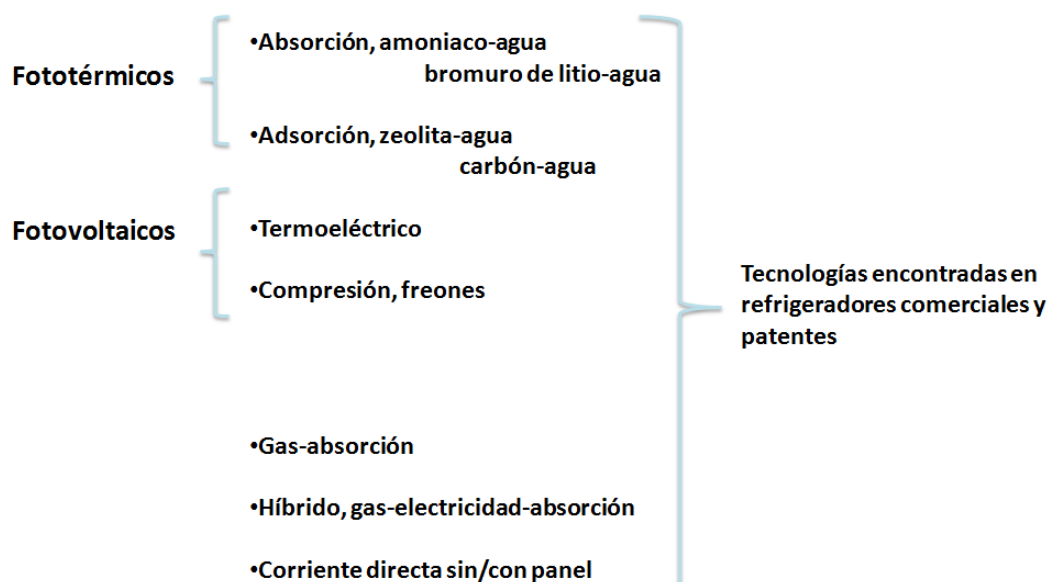 •Absorción, amoniaco-agua
Fototérmicos
bromuro de litio-agua
•Adsorción, zeolita-agua
carbón-agua
Fotovoltaicos
•Termoeléctrico
•Compresión, freones
Tecnologías encontradas en
refrigeradores comerciales y
patentes
•Gas-absorción
•Híbrido, gas-electricidad-absorción
•Corriente directa sin/con panel